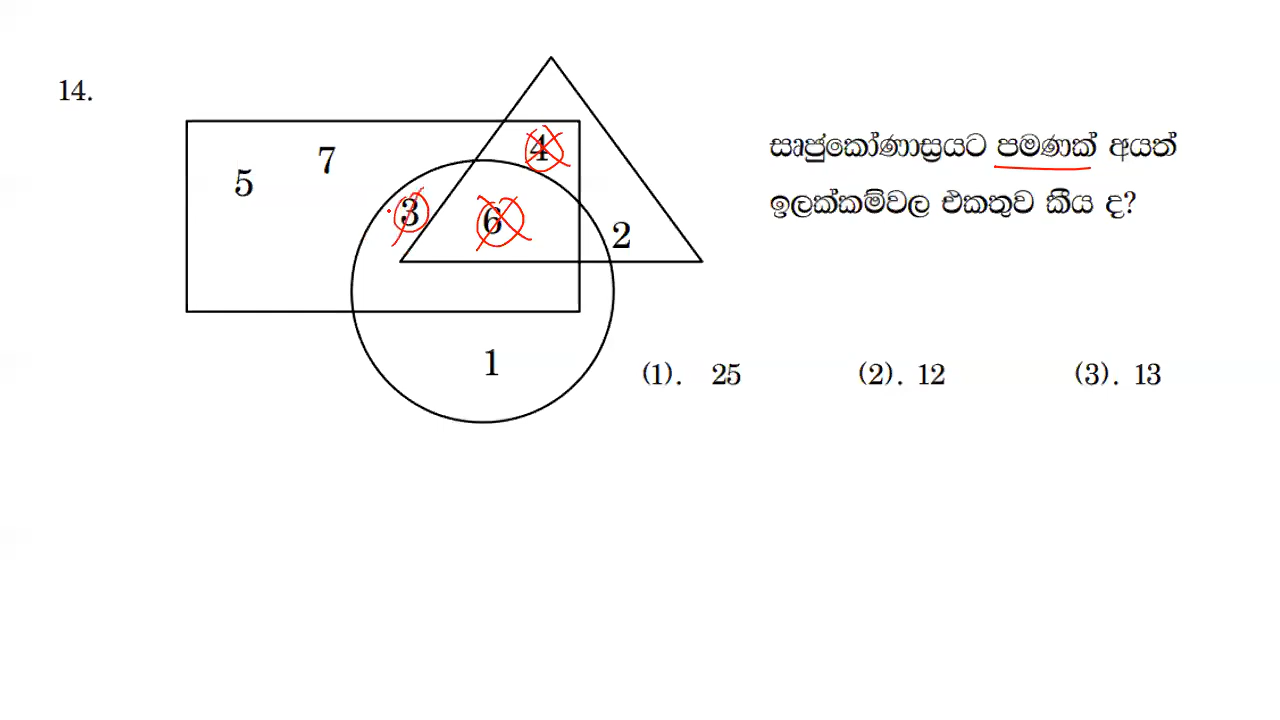 14.
4
7
5
3
6
2
1
සෘජුකෝණාස්‍රයට පමණක් අයත්
ඉලක්කම්වල එකතුව කීය ද?
(1). 25 (2). 12 (3). 13